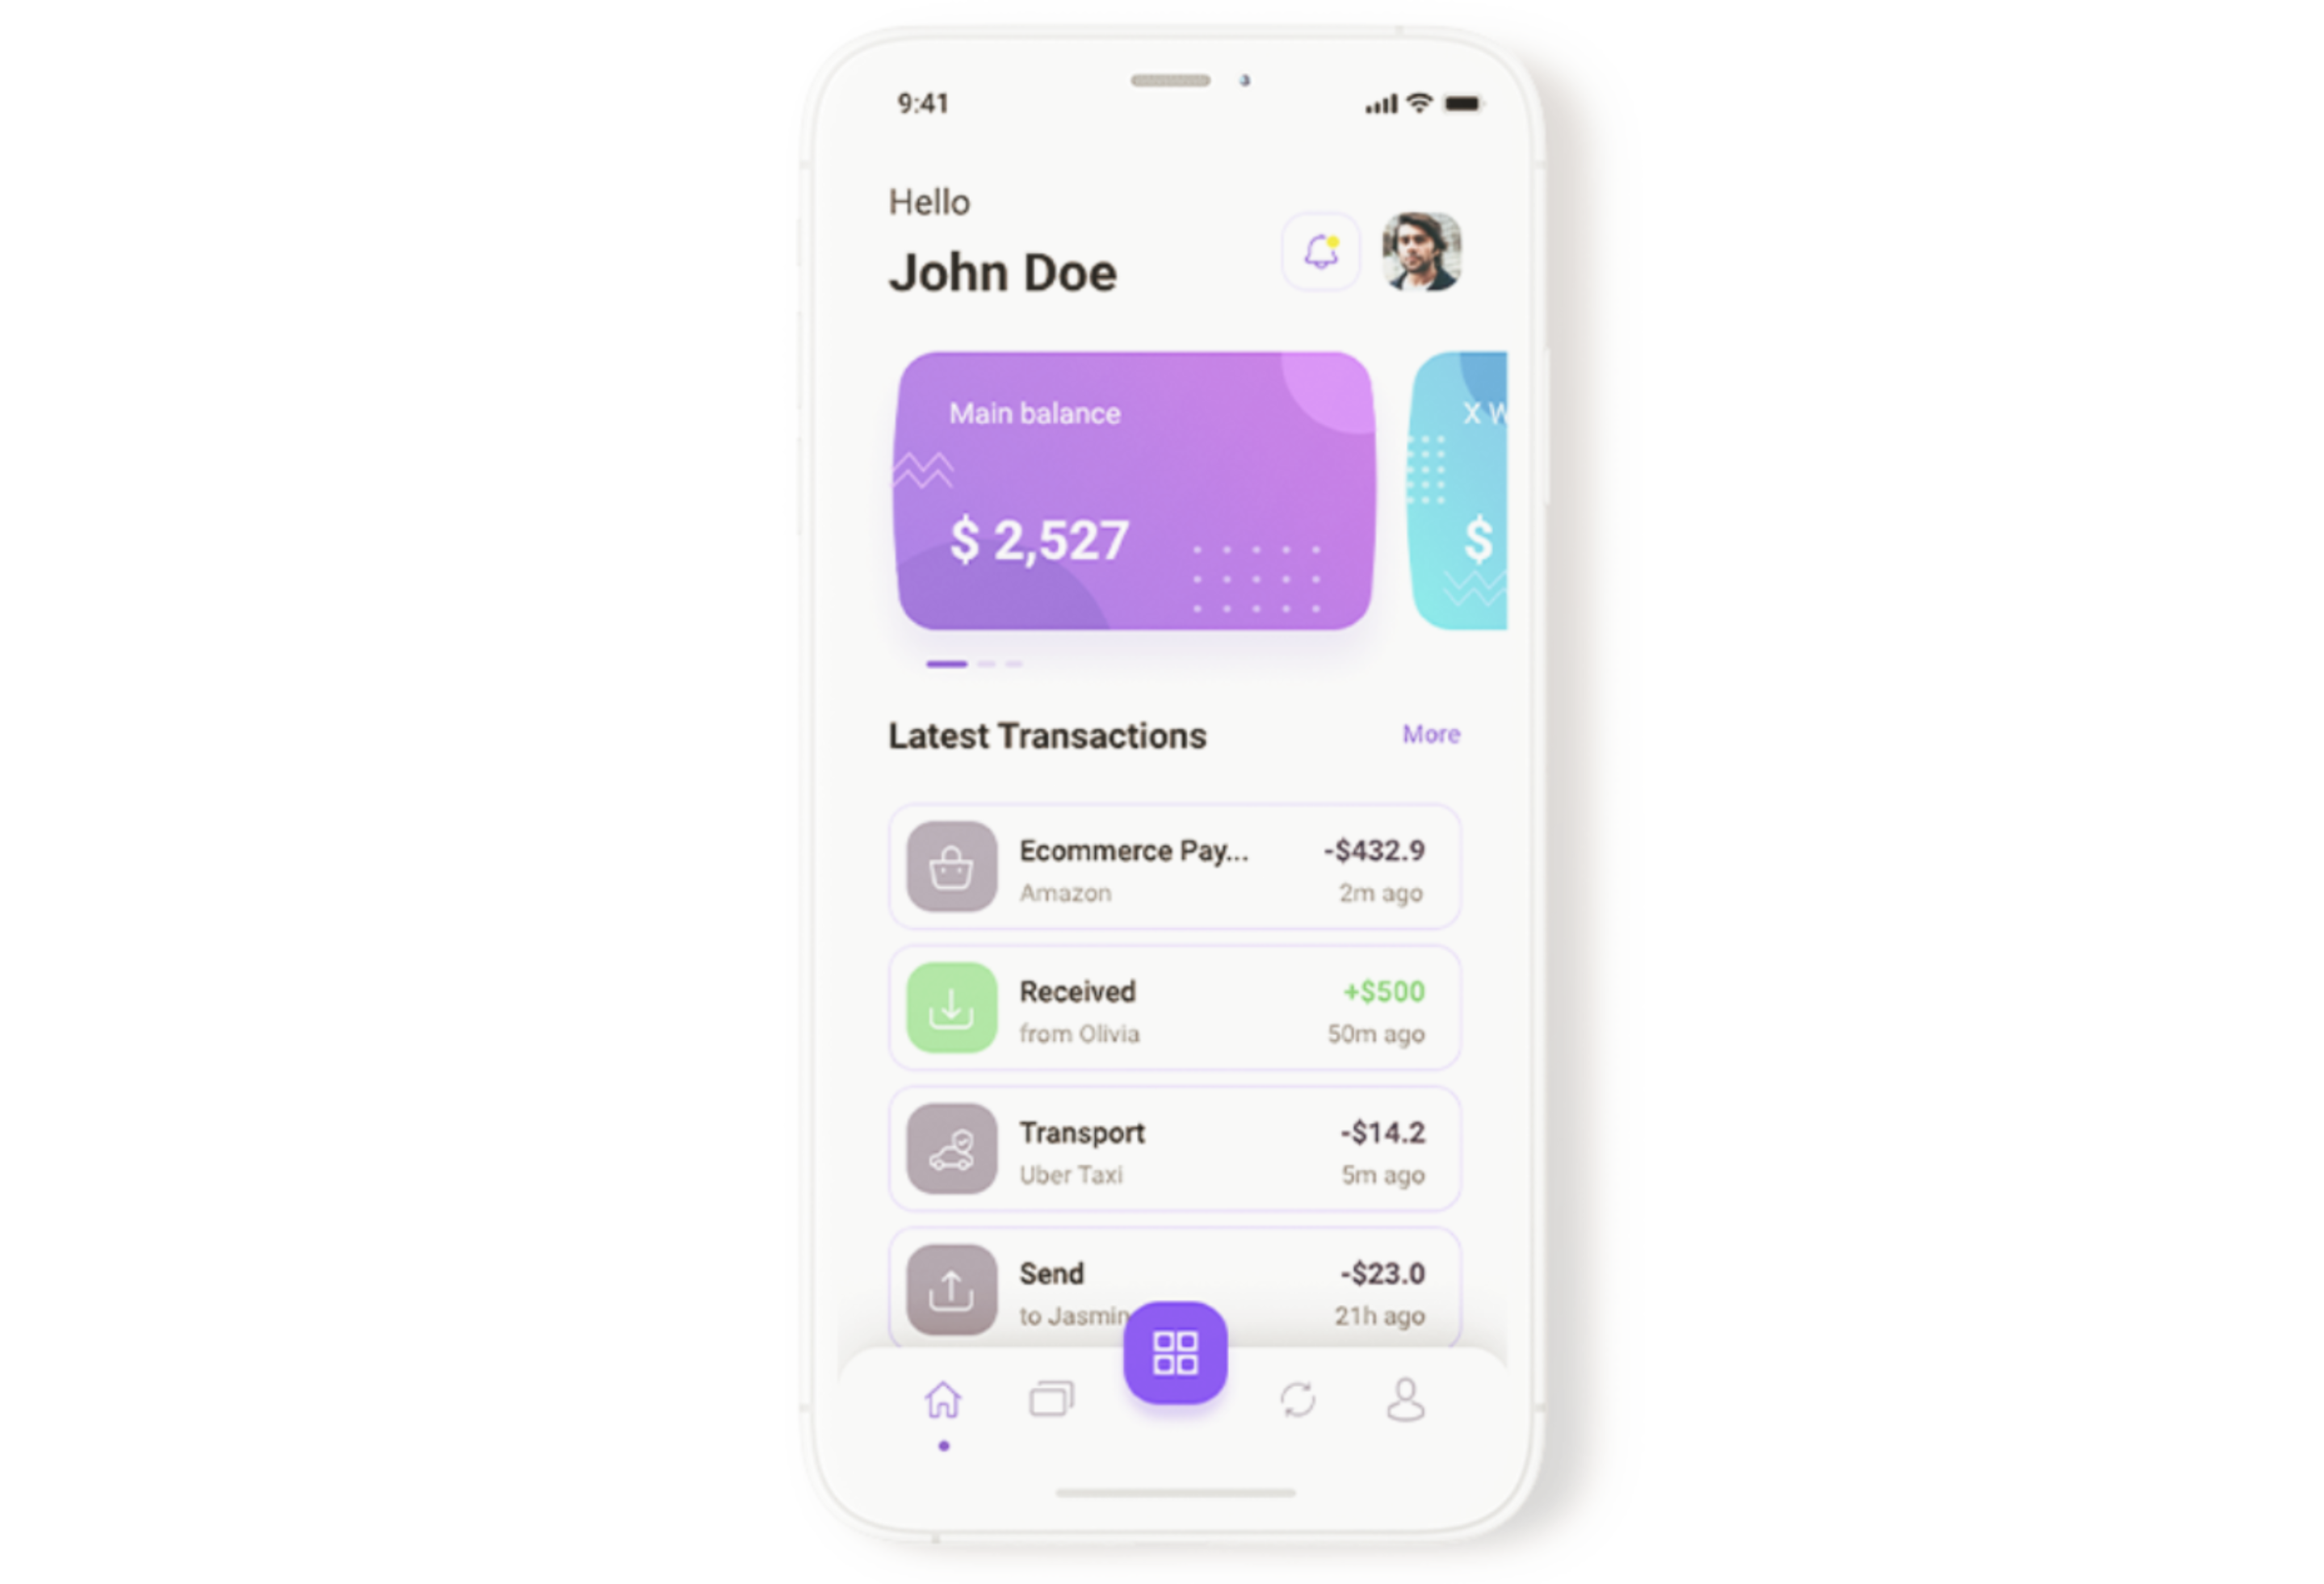 9:41
Hello
John Doe
Main balance
$ 2,527
X W
$
Latest Transactions
More
Ecommerce Pay...
-$432.9
Amazon
2m ago
Received
+$500
from Olivia
50m ago
Transport
-$14.2
Uber Taxi
5m ago
Send
-$23.0
to Jasmin
21h ago